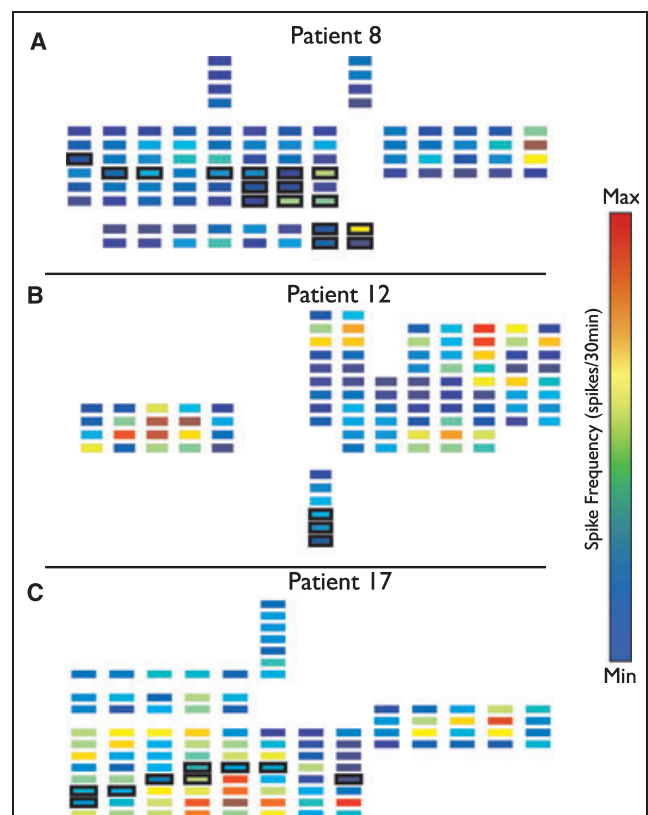 A
Patient 8
B
Patient 12
C
Patient 17
Max
Spike Frequency (spikes/30min)
Min